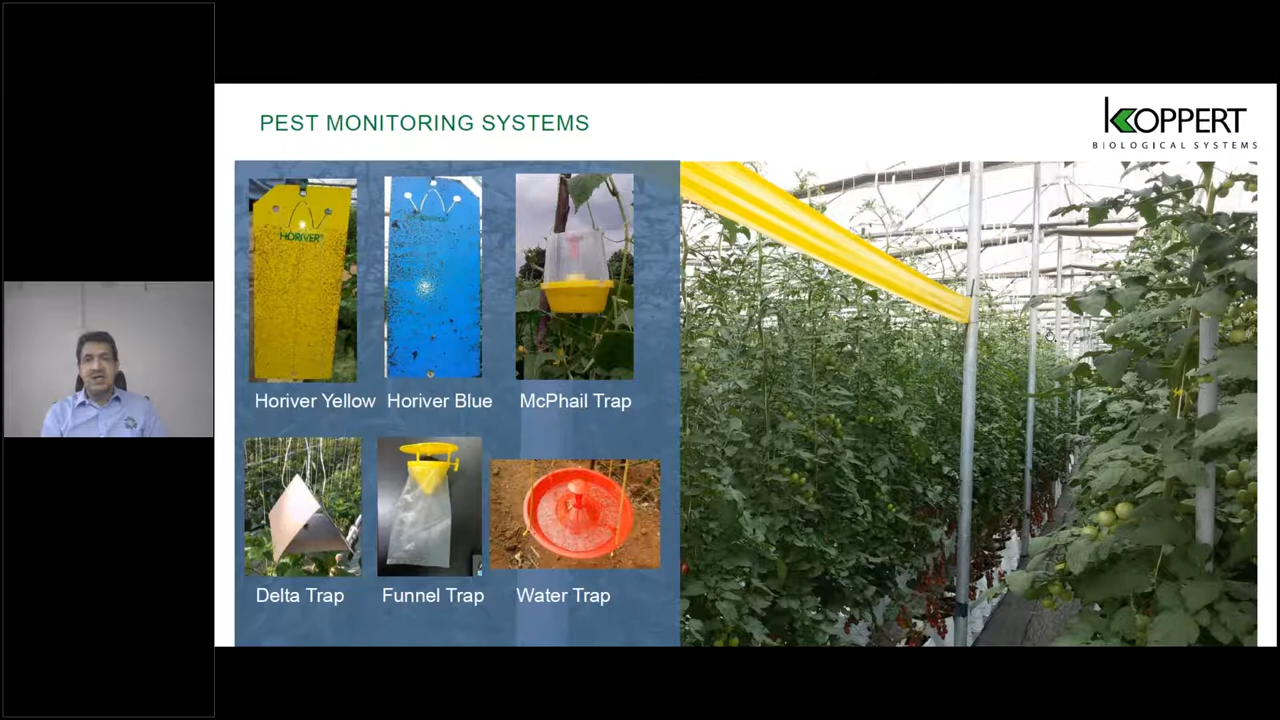 PEST MONITORING SYSTEMS
KOPPERT
BIOLOGICAL SYSTEMS
HORIVER
Horiver Yellow
Horiver Blue
McPhail Trap
Delta Trap
Funnel Trap
Water Trap